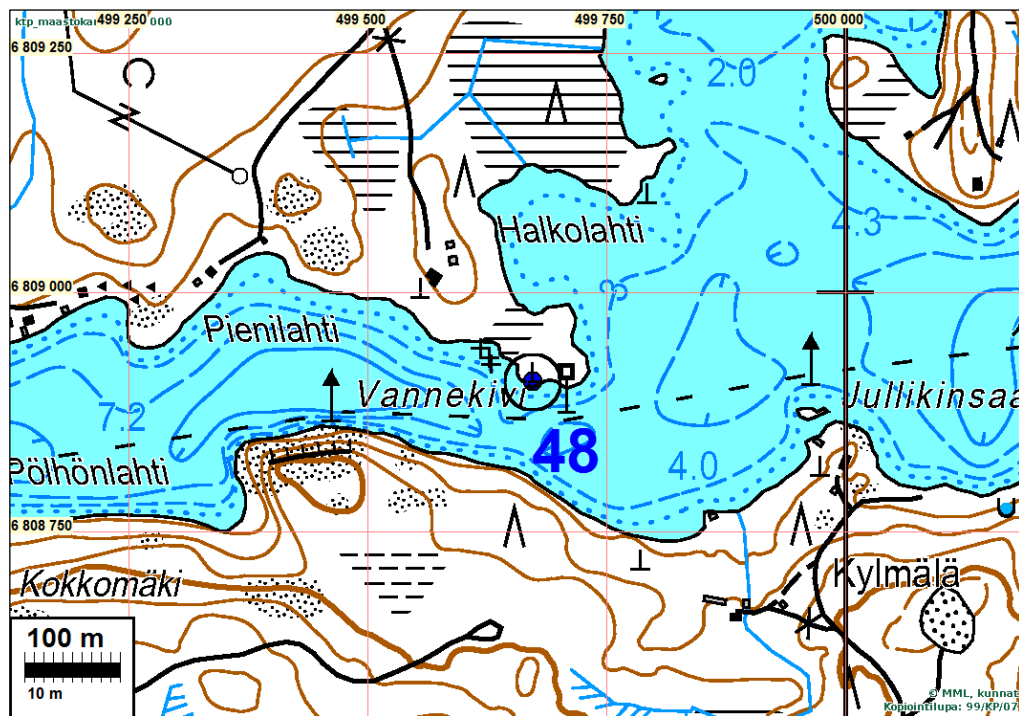 ktp_maastokar 000
499 250
499 500
499 750
500 000
6 809 250
2.0
Halkolahti
4.3
3
6 809 000
Pienilahti
Vannekivi
Jullikinsaa
7.2
48
4.0
Pölhönlahti
6 808 750
Kokkomäki
Kylmälä
100 m
10 m
© MML, kunnat
Kopiointilupa: 99/KP/07